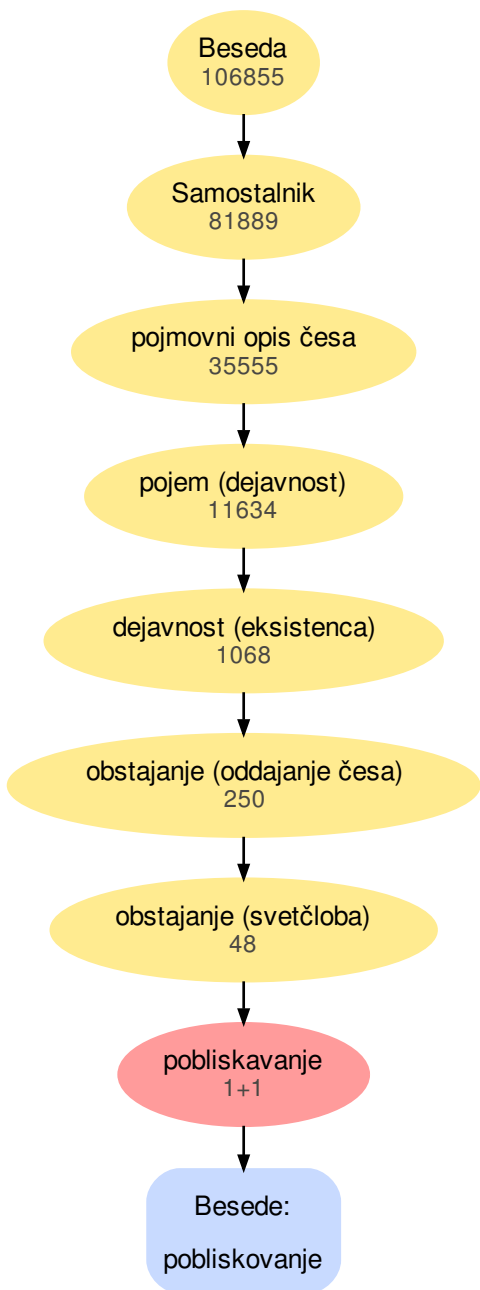 Beseda
106855
Samostalnik
81889
pojmovni opis česa
35555
pojem (dejavnost)
11634
dejavnost (eksistenca)
1068
obstajanje (oddajanje česa)
250
obstajanje (svetčloba)
48
pobliskavanje
1+1
Besede:
pobliskovanje